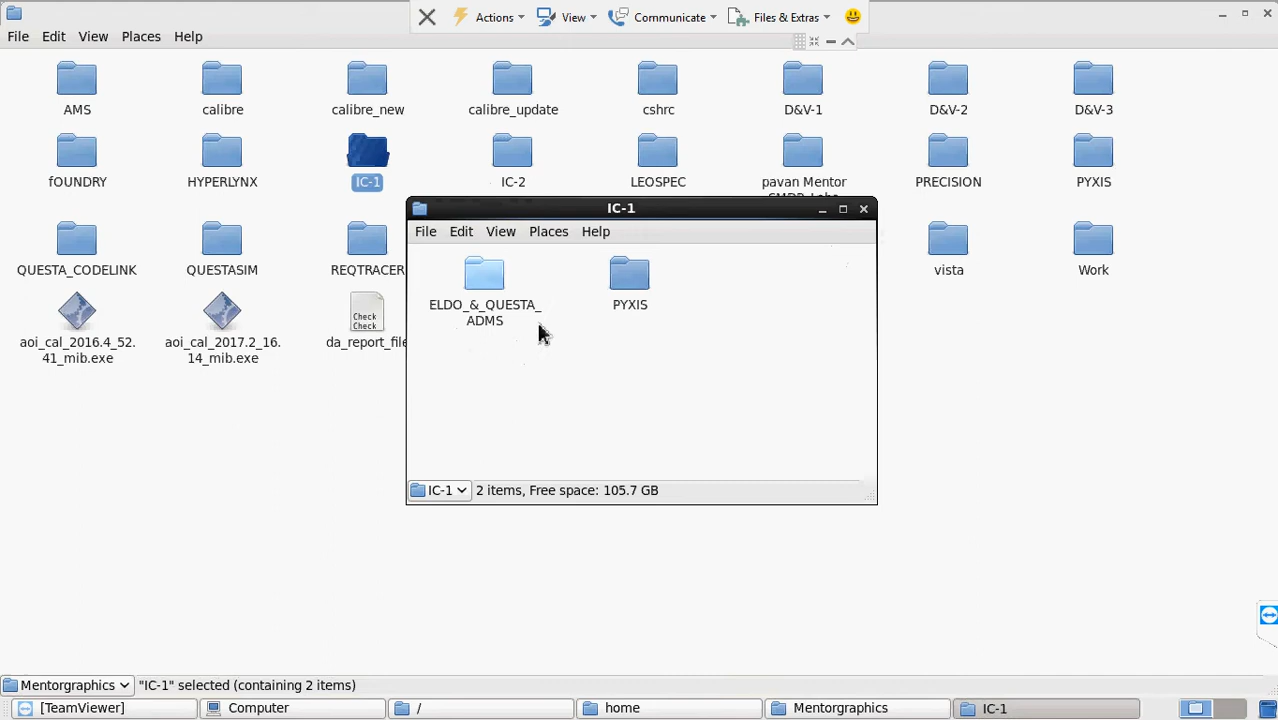 Actions
View
Communicate
Files & Extras
File Edit View Places Help
AMS
calibre
calibre_new
calibre_update
cshrc
D&V-1
D&V-2
D&V-3
fOUNDRY
HYPERLYNX
IC-1
IC-2
LEOSPEC
pavan Mentor
PRECISION
PYXIS
QUESTA_CODELINK
QUESTASIM
REQTRACER
vista
Work
aoi_cal_2016.4_52.
41_mib.exe
aoi_cal_2017.2_16.
14_mib.exe
Check
Check
da_report_file
IC-1
File Edit View Places Help
ELDO_&_QUESTA_
ADMS
PYXIS
IC-1 2 items, Free space: 105.7 GB
Mentorgraphics "IC-1" selected (containing 2 items)
[TeamViewer]
Computer
/
home
Mentorgraphics
IC-1